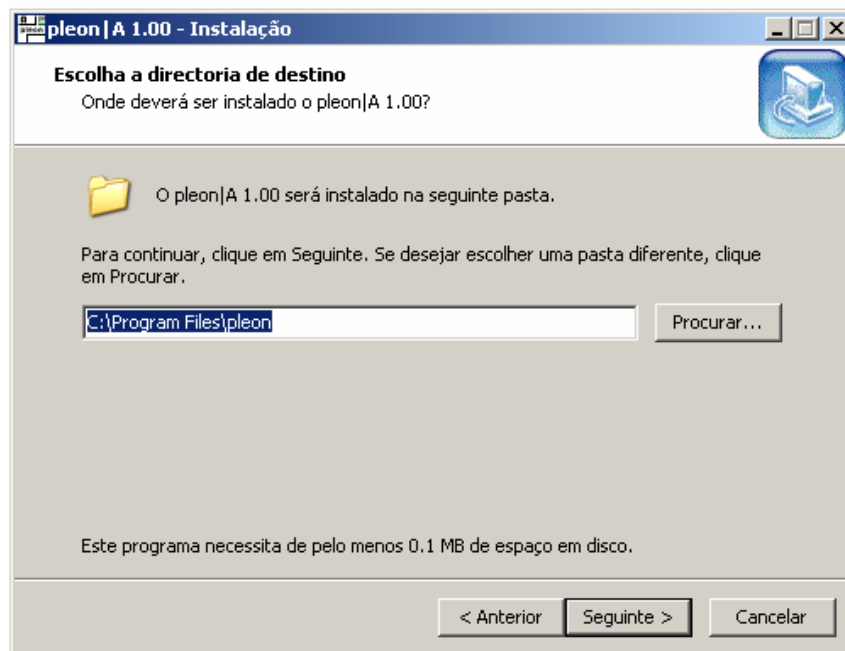 pleon|A 1.00 - Instalação
Escolha a directoria de destino
Onde deverá ser instalado o pleon|A 1.00?
O pleon|A 1.00 será instalado na seguinte pasta.
Para continuar, clique em Seguinte. Se desejar escolher uma pasta diferente, clique
em Procurar.
C:\Program Files\pleon
Procurar...
Este programa necessita de pelo menos 0.1 MB de espaço em disco.
< Anterior
Seguinte >
Cancelar